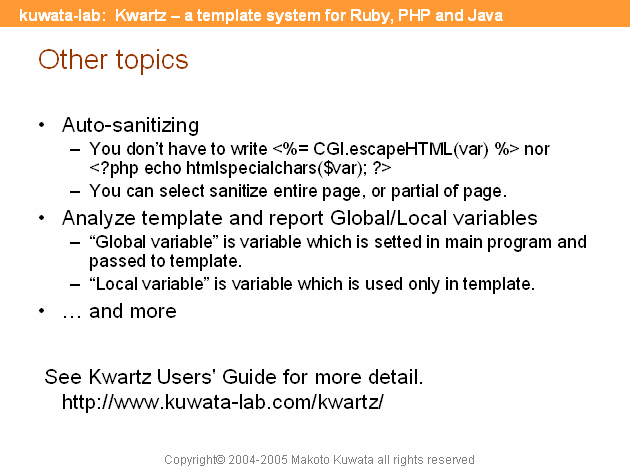 kuwata-lab: Kwartz – a template system for Ruby, PHP and Java
Other topics
• Auto-sanitizing
– You don't have to write <%= CGI.escapeHTML(var) %> nor
<?php echo htmlspecialchars($var); ?>
– You can select sanitize entire page, or partial of page.
• Analyze template and report Global/Local variables
– “Global variable” is variable which is setted in main program and
passed to template.
– “Local variable” is variable which is used only in template.
• … and more
See Kwartz Users' Guide for more detail.
http://www.kuwata-lab.com/kwartz/
Copyright© 2004-2005 Makoto Kuwata all rights reserved